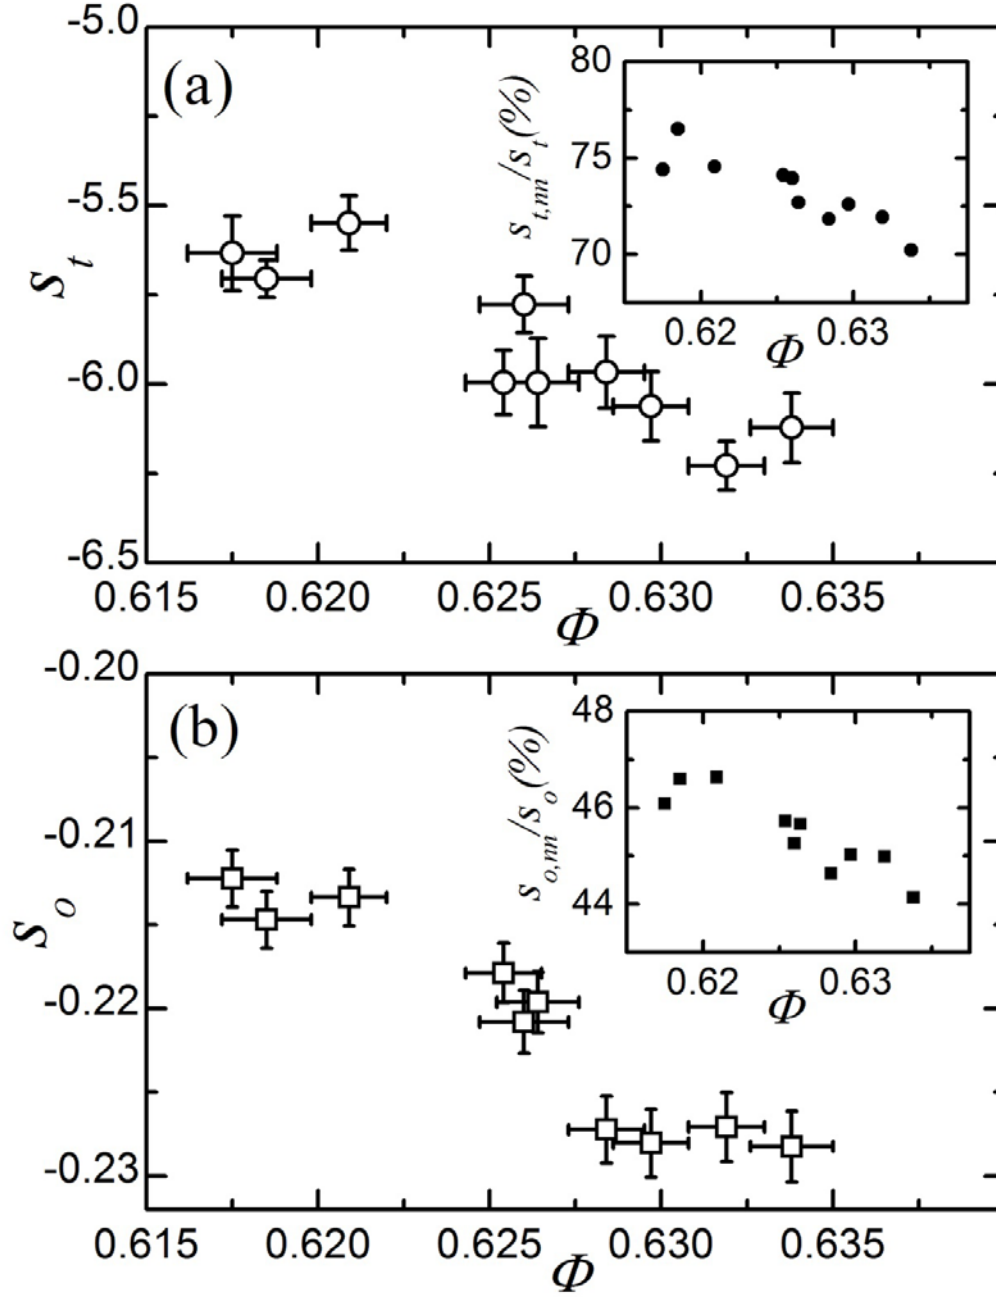 (a)
-5.0
-5.5
-6.0
-6.5
s_t
0.615 0.620 0.625 0.630 0.635
Φ
s_{t,nn}/s_t(%)
80
75
70
0.62 0.63
Φ
(b)
-0.20
-0.21
-0.22
-0.23
s_o
0.615 0.620 0.625 0.630 0.635
Φ
s_{o,nn}/s_o(%)
48
46
44
0.62 0.63
Φ